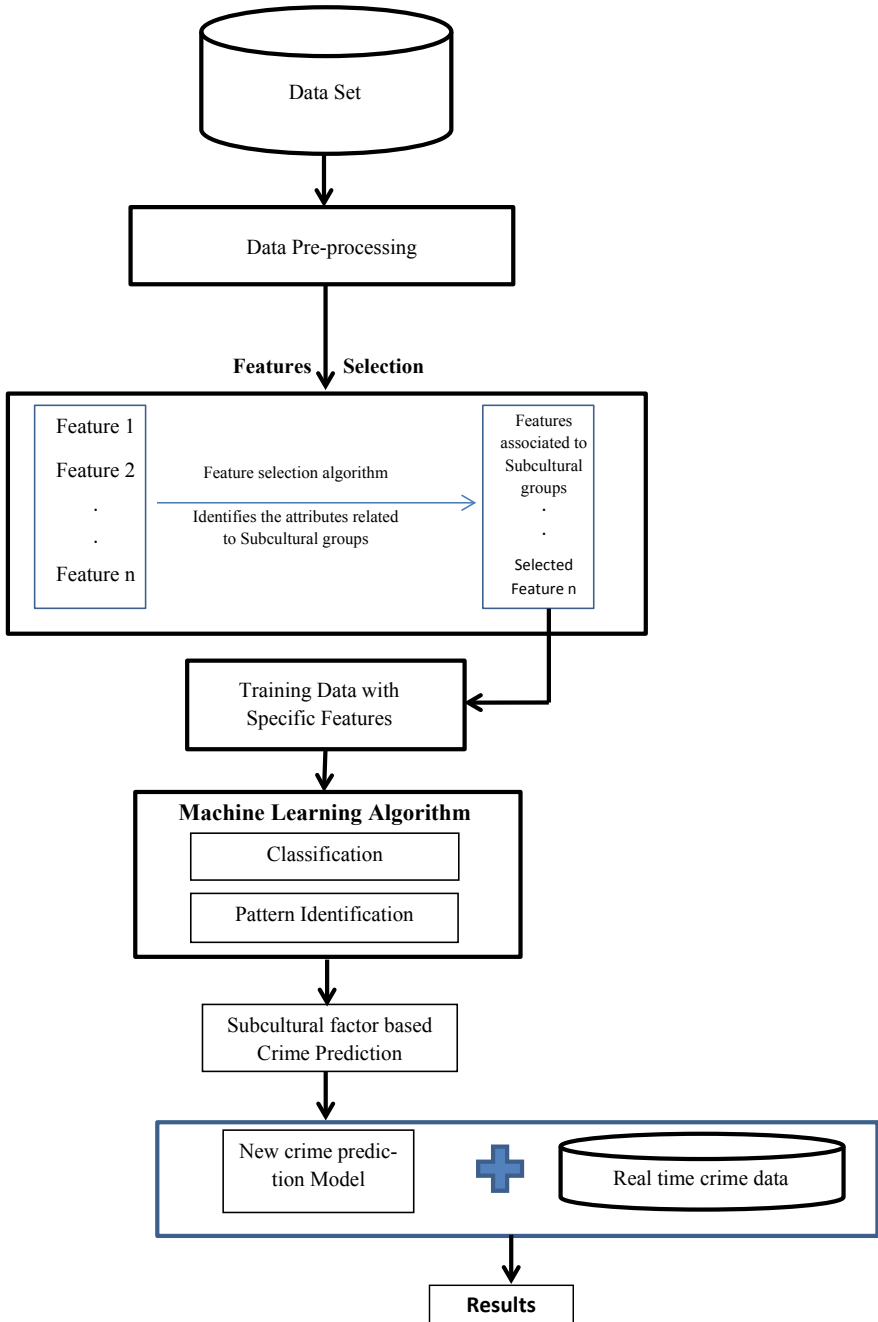 Data Set
Data Pre-processing
Features Selection
Feature 1
Feature 2
.
.
Feature n
Feature selection algorithm
Identifies the attributes related
to Subcultural groups
Features
associated to
Subcultural
groups
.
.
Selected
Feature n
Training Data with
Specific Features
Machine Learning Algorithm
Classification
Pattern Identification
Subcultural factor based
Crime Prediction
New crime predic-
tion Model
Real time crime data
Results